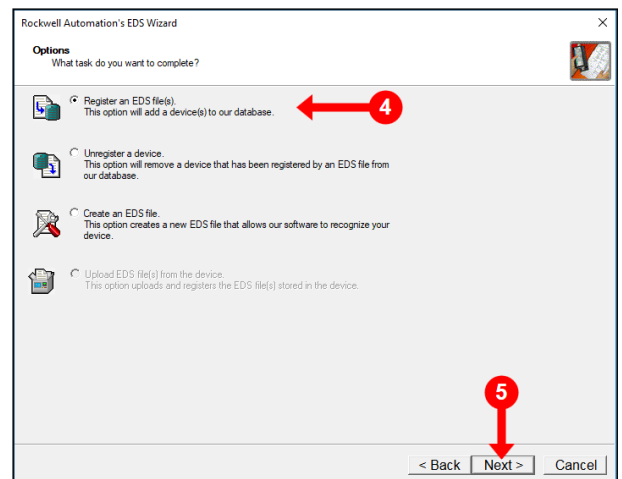 Rockwell Automation's EDS Wizard
Options
What task do you want to complete?
Register an EDS file(s).
This option will add a device(s) to our database.
4
Unregister a device.
This option will remove a device that has been registered by an EDS file from
our database.
Create an EDS file.
This option creates a new EDS file that allows our software to recognize your
device.
Upload EDS file(s) from the device.
This option uploads and registers the EDS file(s) stored in the device.
5
< Back Next > Cancel